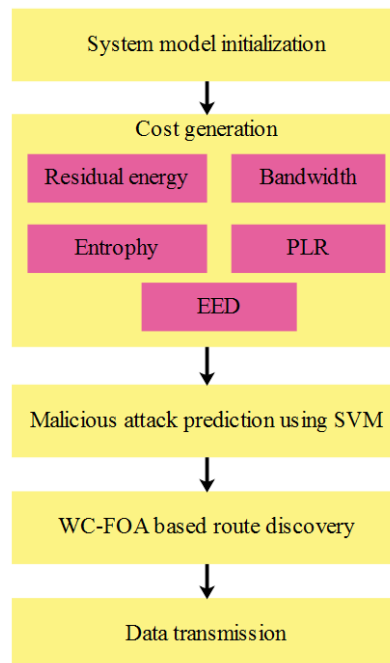 System model initialization
Cost generation
Residual energy
Bandwidth
Entrophy
PLR
EED
Malicious attack prediction using SVM
WC-FOA based route discovery
Data transmission